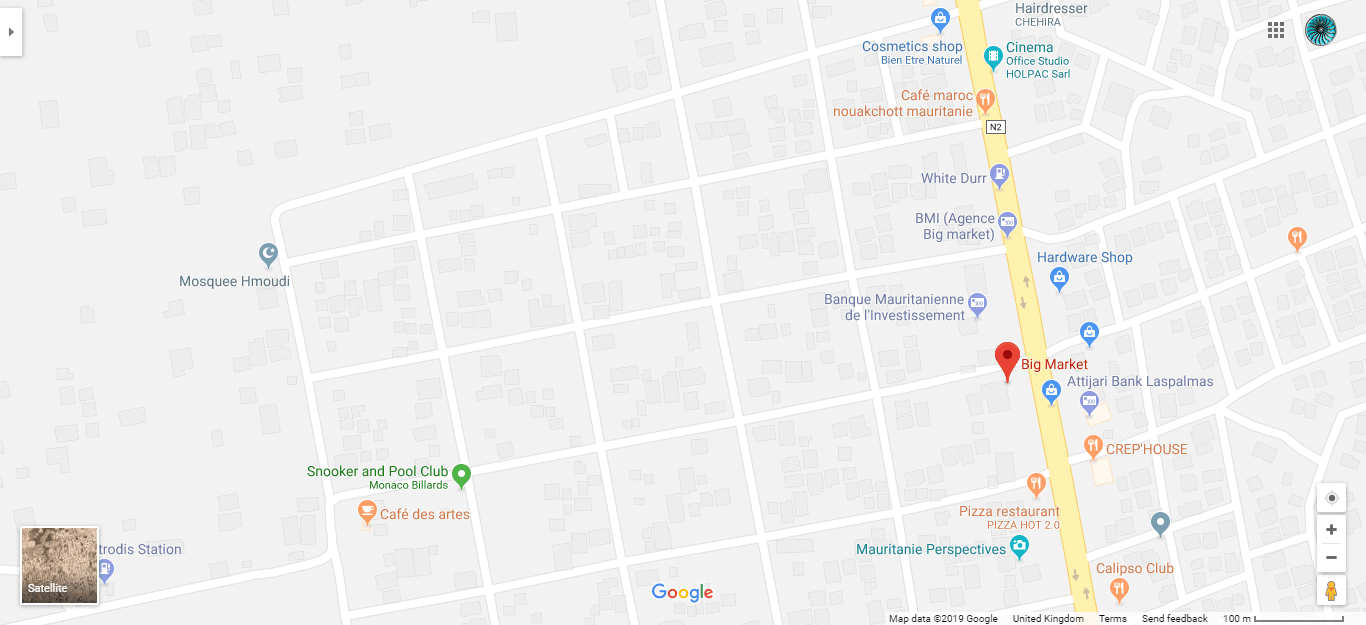 Hairdresser
CHEHIRA
Cosmetics shop
Bien Etre Naturel
Cinema
Office Studio
HOLPAC Sarl
Café maroc
nouakchott mauritanie
N2
White Durr
BMI (Agence
Big market)
Hardware Shop
Mosquee Hmoudi
Banque Mauritanienne
de l'Investissement
Big Market
Attijari Bank Laspalmas
CREP'HOUSE
Snooker and Pool Club
Monaco Billards
Café des artes
Pizza restaurant
PIZZA HOT 2.0
Mauritanie Perspectives
trodis Station
Calipso Club
Satellite
Google
Map data ©2019 Google United Kingdom Terms Send feedback 100 m